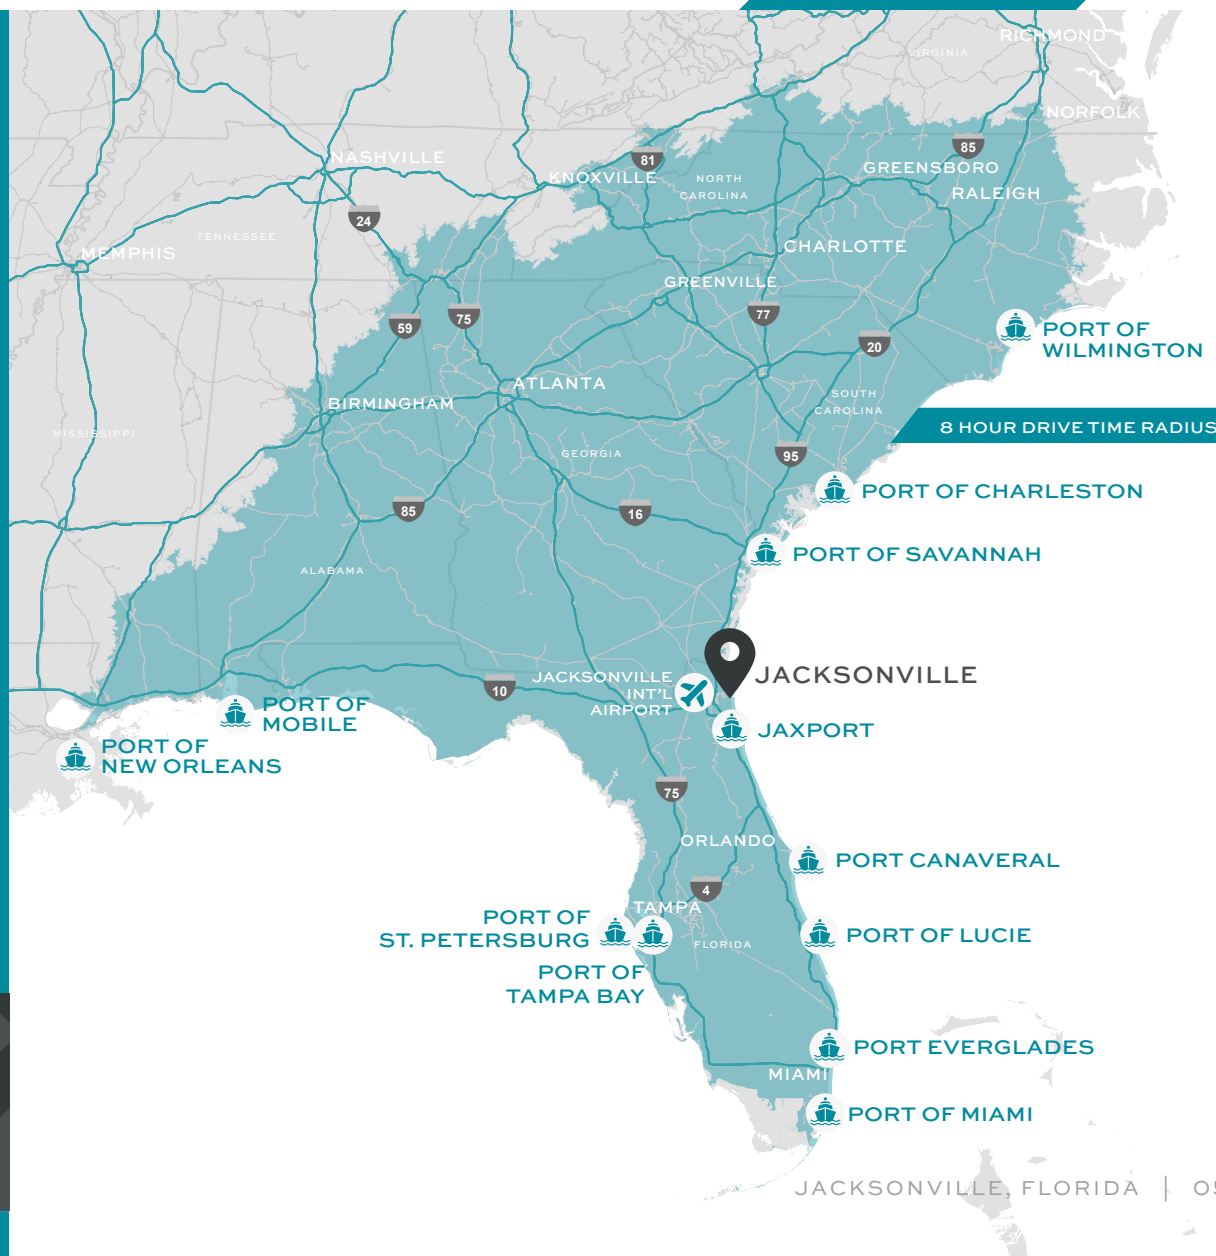 RICHMOND
VIRGINIA
NORFOLK
NASHVILLE
81
85
GREENSBORO
KNOXVILLE
NORTH
CAROLINA
RALEIGH
24
TENNESSEE
MEMPHIS
CHARLOTTE
GREENVILLE
59
75
77
20
PORT OF
WILMINGTON
ATLANTA
BIRMINGHAM
SOUTH
CAROLINA
MISSISSIPPI
8 HOUR DRIVE TIME RADIUS
GEORGIA
95
85
16
PORT OF CHARLESTON
PORT OF SAVANNAH
ALABAMA
JACKSONVILLE
INT'L
AIRPORT
JACKSONVILLE
10
PORT OF
MOBILE
JAXPORT
PORT OF
NEW ORLEANS
75
ORLANDO
PORT CANAVERAL
4
TAMPA
PORT OF
ST. PETERSBURG
FLORIDA
PORT OF LUCIE
PORT OF
TAMPA BAY
PORT EVERGLADES
MIAMI
PORT OF MIAMI
JACKSONVILLE, FLORIDA | 05